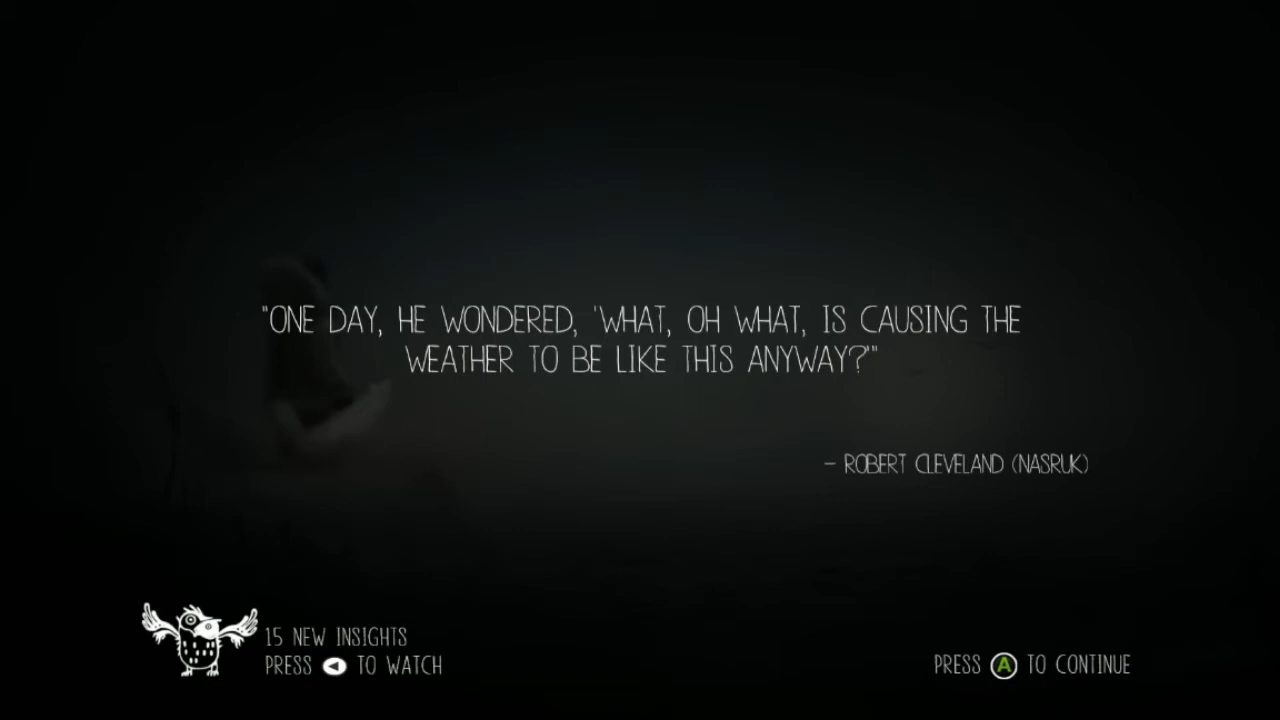 "ONE DAY, HE WONDERED, 'WHAT, OH WHAT, IS CAUSING THE
WEATHER TO BE LIKE THIS ANYWAY?'"
– ROBERT CLEVELAND (NASRUK)
15 NEW INSIGHTS
PRESS ◀ TO WATCH
PRESS A TO CONTINUE